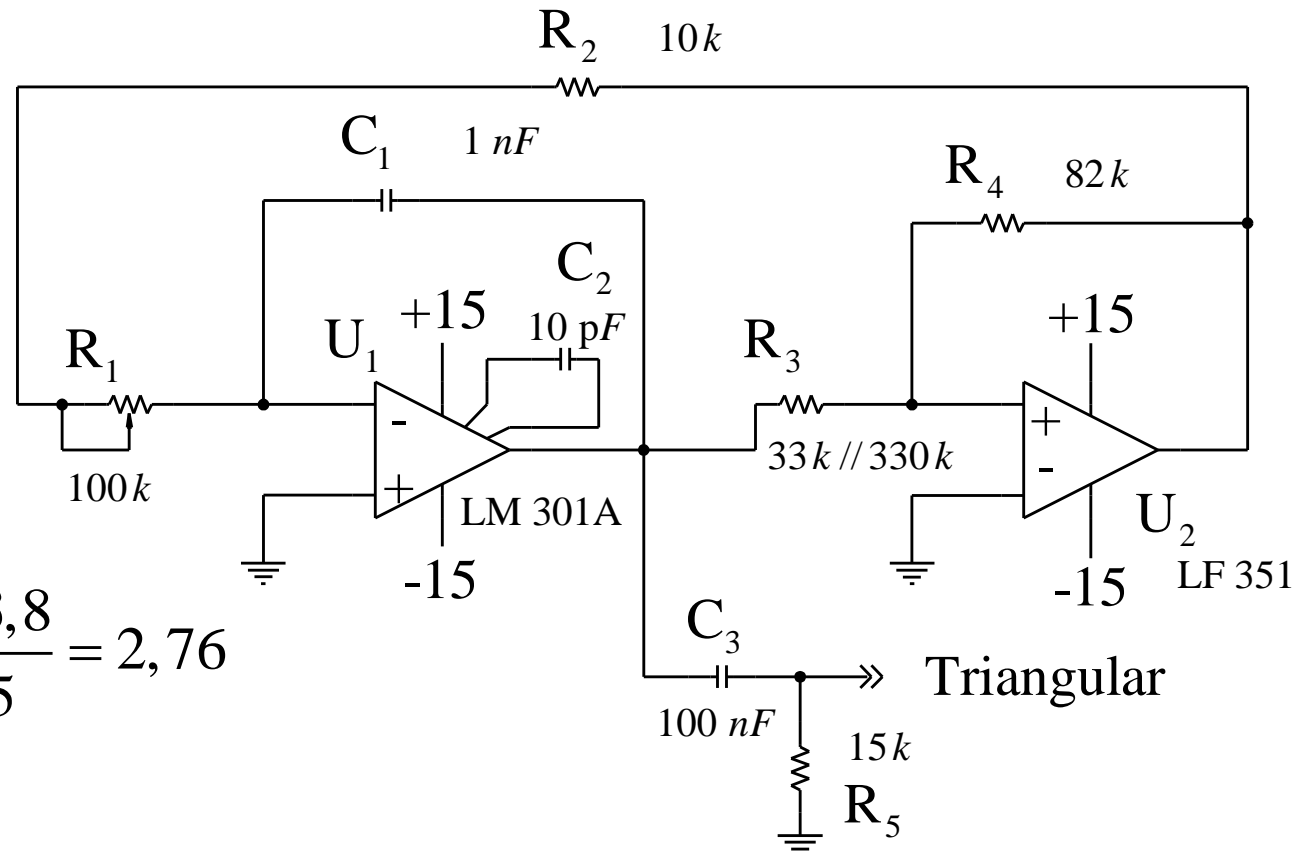 R2 10k
C1 1 nF
R4 82k
C2
10 pF
+15
U1
+15
R3
R1
-
+
+
-
100k
33k // 330k
LM 301A
U2
-15
-15
LF 351
,8
= 2,76
5
C3
Triangular
100 nF
15k
R5